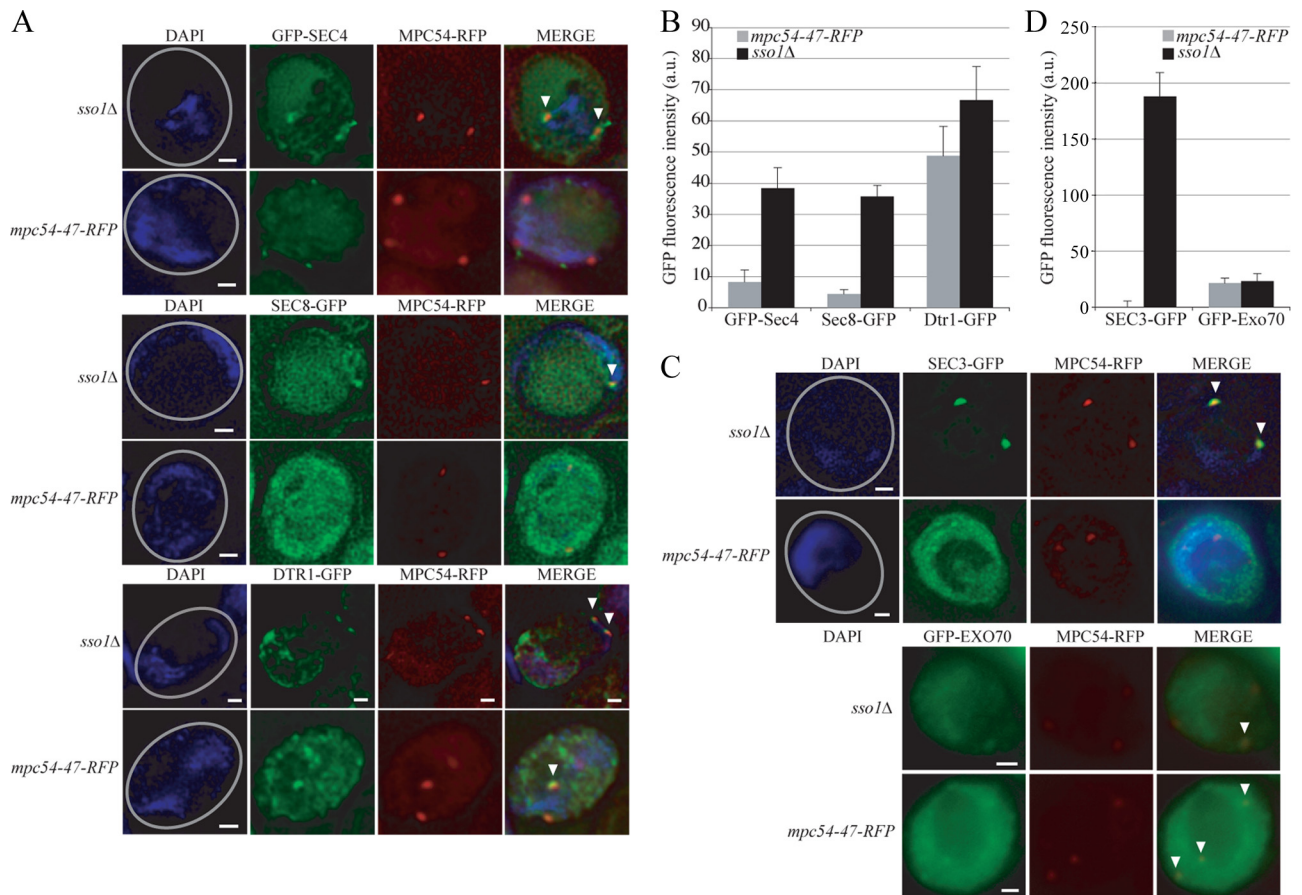 A
DAPI GFP-SEC4 MPC54-RFP MERGE
sso1Δ
mpc54-47-RFP
DAPI SEC8-GFP MPC54-RFP MERGE
sso1Δ
mpc54-47-RFP
DAPI DTR1-GFP MPC54-RFP MERGE
sso1Δ
mpc54-47-RFP
B
GFP fluorescence inensity (a.u.)
90
80
70
60
50
40
30
20
10
0
mpc54-47-RFP
sso1Δ
GFP-Sec4 Sec8-GFP Dtr1-GFP
D
GFP fluorescence intensity (a.u.)
250
200
150
100
50
0
mpc54-47-RFP
sso1Δ
SEC3-GFP GFP-Exo70
C
DAPI SEC3-GFP MPC54-RFP MERGE
sso1Δ
mpc54-47-RFP
DAPI GFP-EXO70 MPC54-RFP MERGE
sso1Δ
mpc54-47-RFP